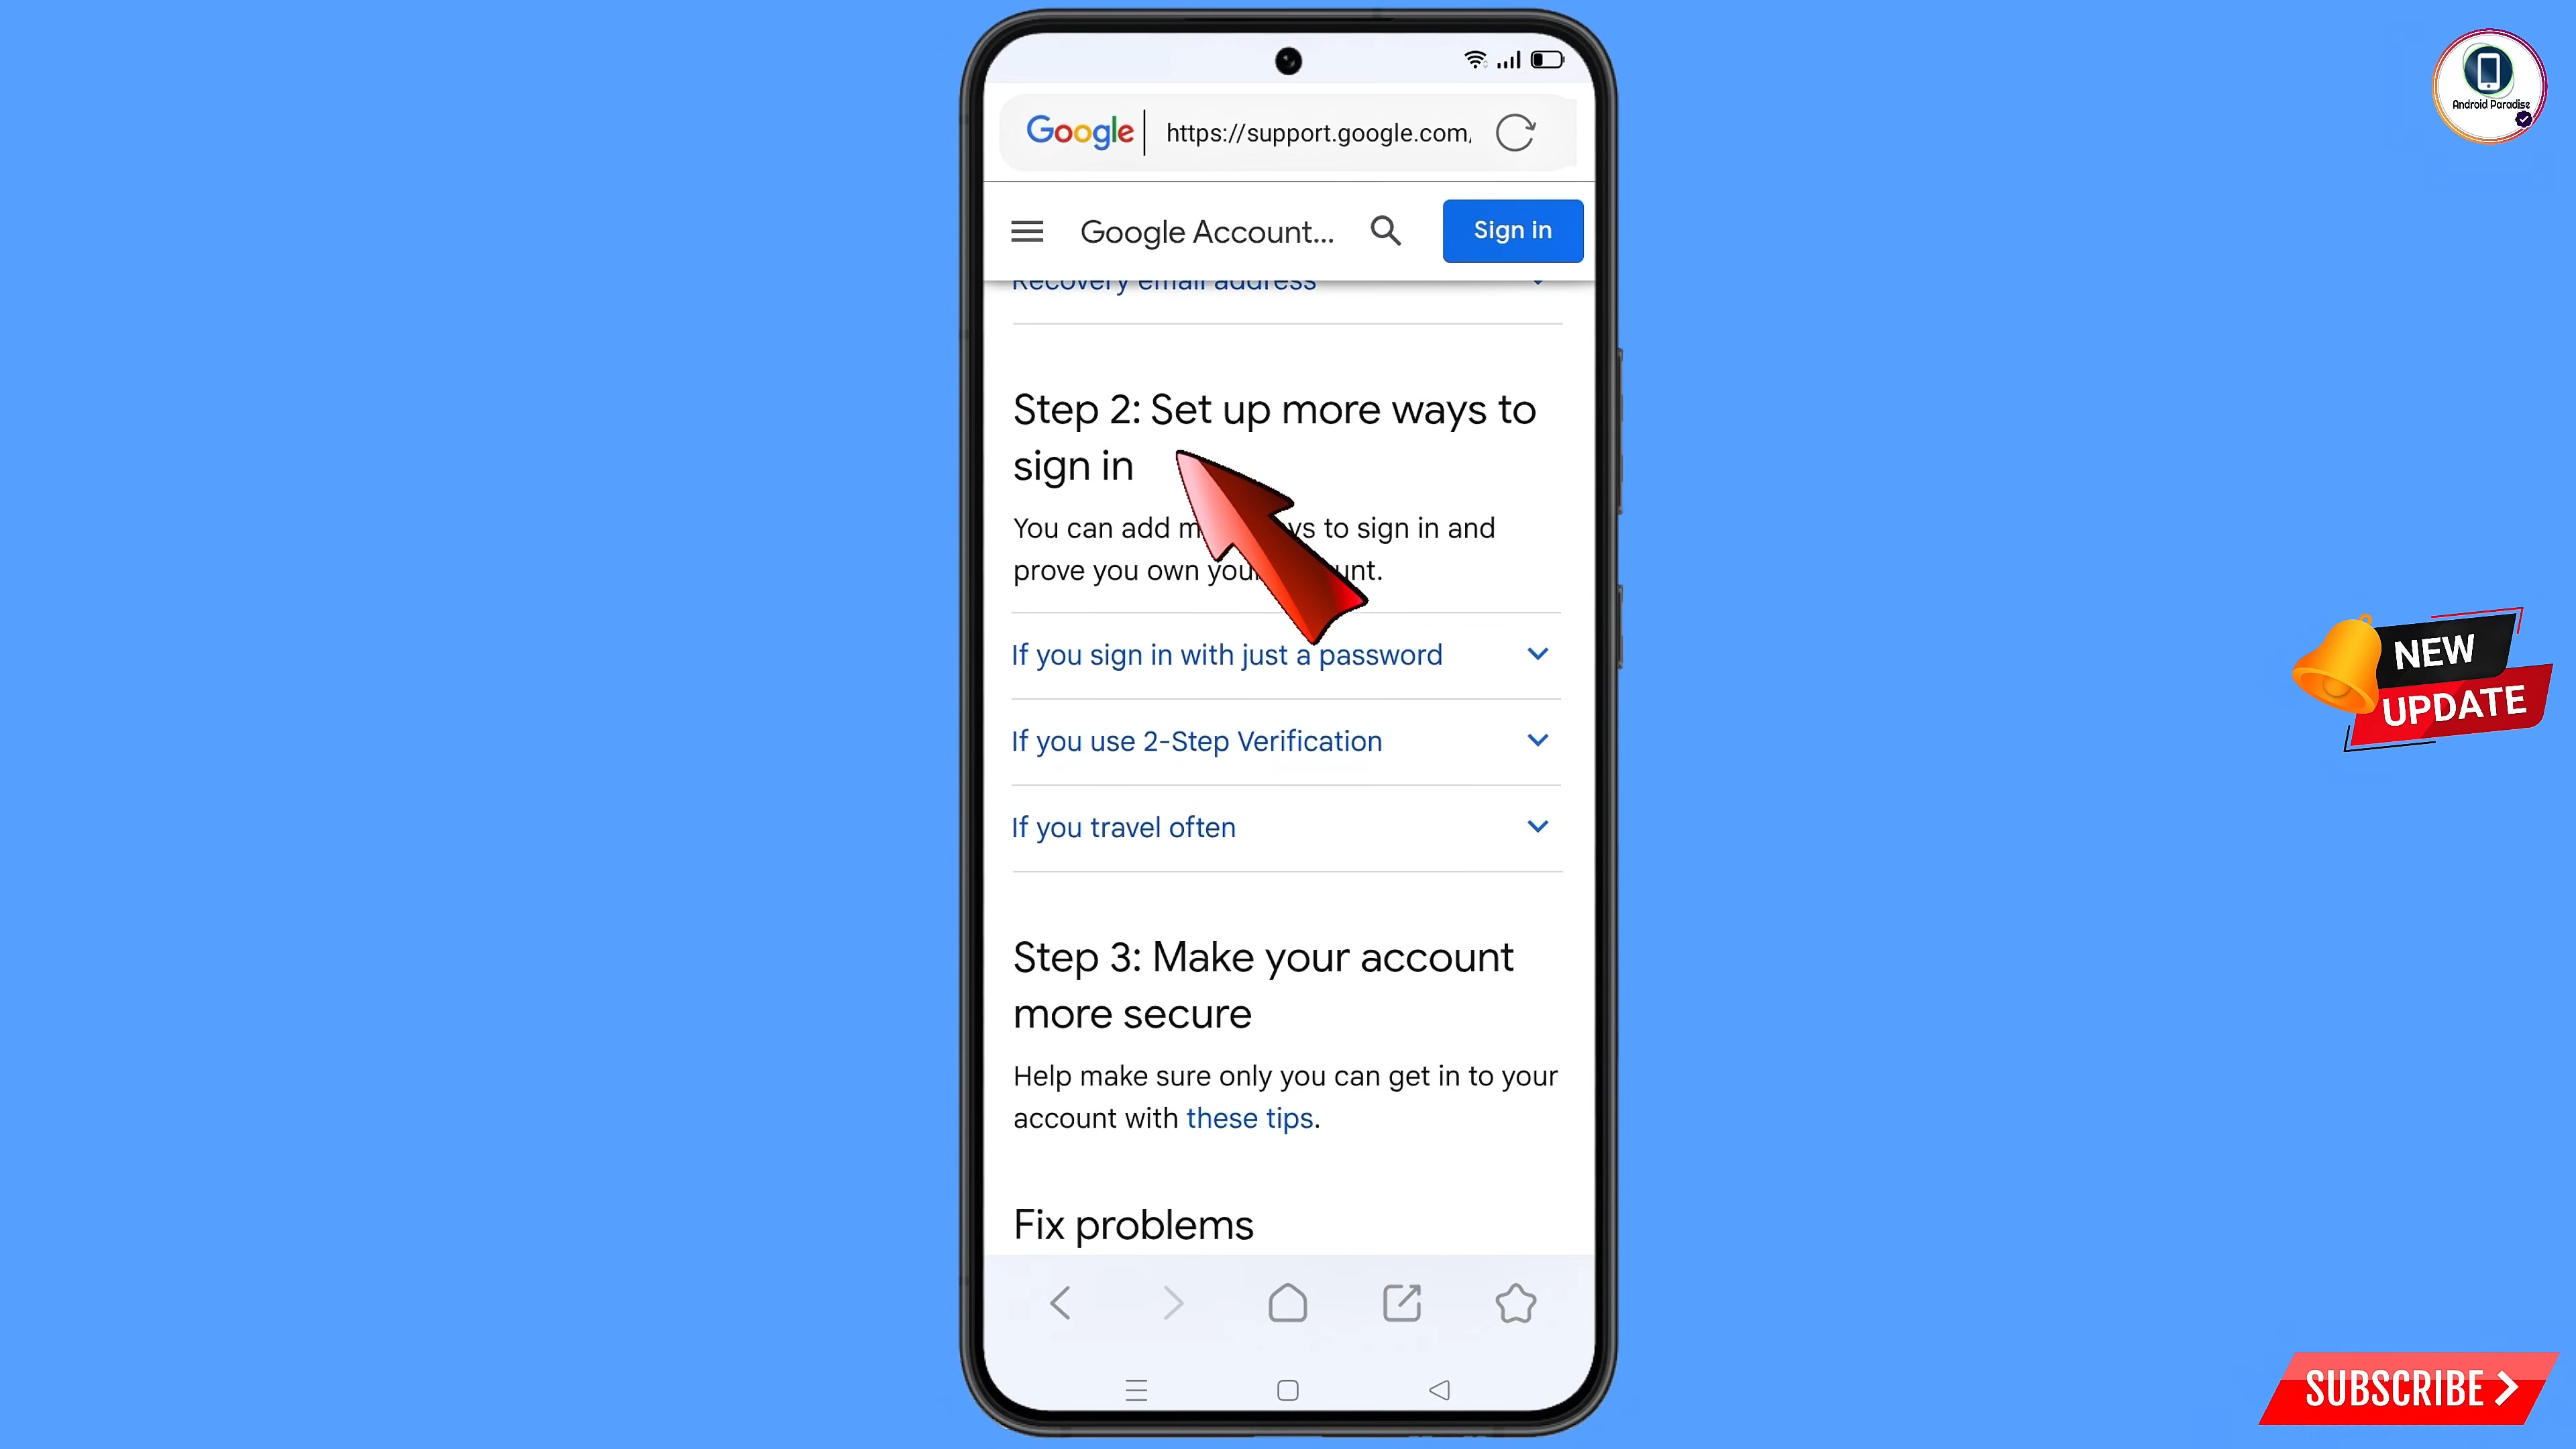 Android Paradise
Google
https://support.google.com,
Google Account...
Sign in
Recovery email address
Step 2: Set up more ways to
sign in
You can add to sign in and
prove you own
If you sign in with just a password
If you use 2-Step Verification
If you travel often
Step 3: Make your account
more secure
Help make sure only you can get in to your
account with these tips.
Fix problems
NEW
UPDATE
SUBSCRIBE